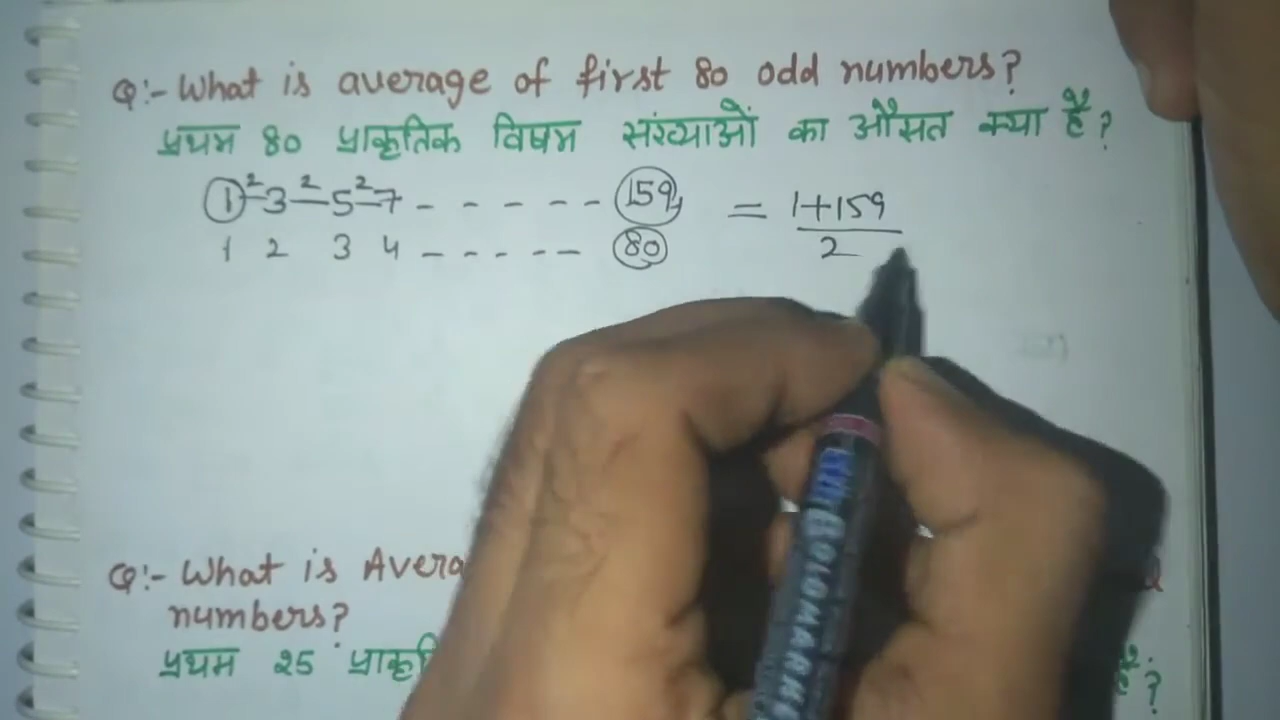 Q:- What is average of first 80 odd numbers?
प्रथम 80 प्राकृतिक विषम संख्याओं का औसत क्या है?
1 2 3 2 5 2 7 - - - - - - 159, = 1+159
1 2 3 4 - - - - - 80 2
Q:- What is
numbers?
प्रथम 25
है?
BOLOMARKE